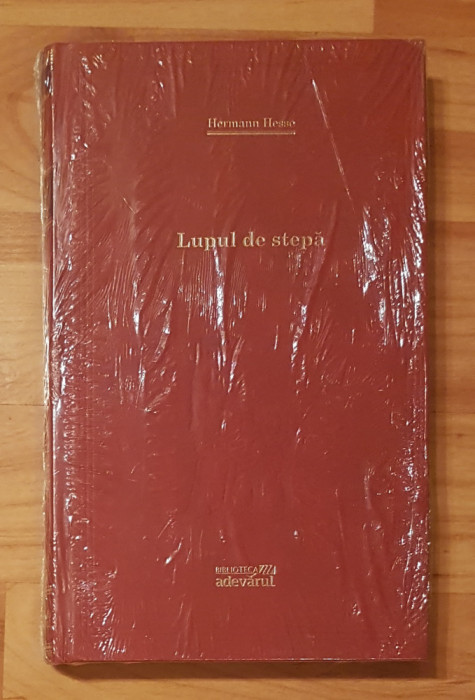 Hermann Hesse
Lupul de stepă
BIBLIOTECA
adevărul